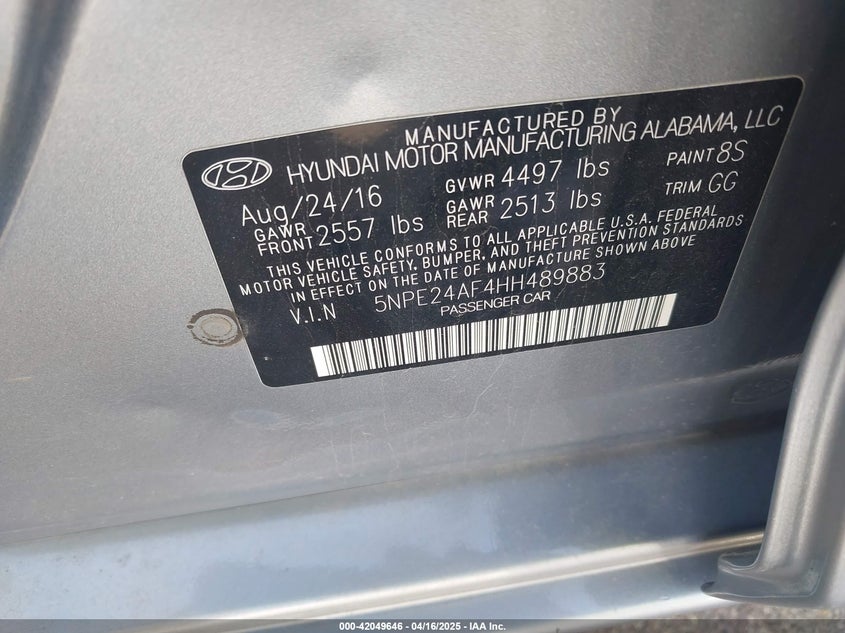 MANUFACTURED BY
HYUNDAI MOTOR MANUFACTURING ALABAMA, LLC
Aug/24/16 GVWR 4497 lbs PAINT 8S
GAWR FRONT 2557 lbs GAWR REAR 2513 lbs TRIM GG
THIS VEHICLE CONFORMS TO ALL APPLICABLE U.S.A. FEDERAL
MOTOR VEHICLE SAFETY, BUMPER, AND THEFT PREVENTION STANDARDS
IN EFFECT ON THE DATE OF MANUFACTURE SHOWN ABOVE
V.I.N 5NPE24AF4HH489883
PASSENGER CAR
000-42049646 - 04/16/2025 - IAA Inc.